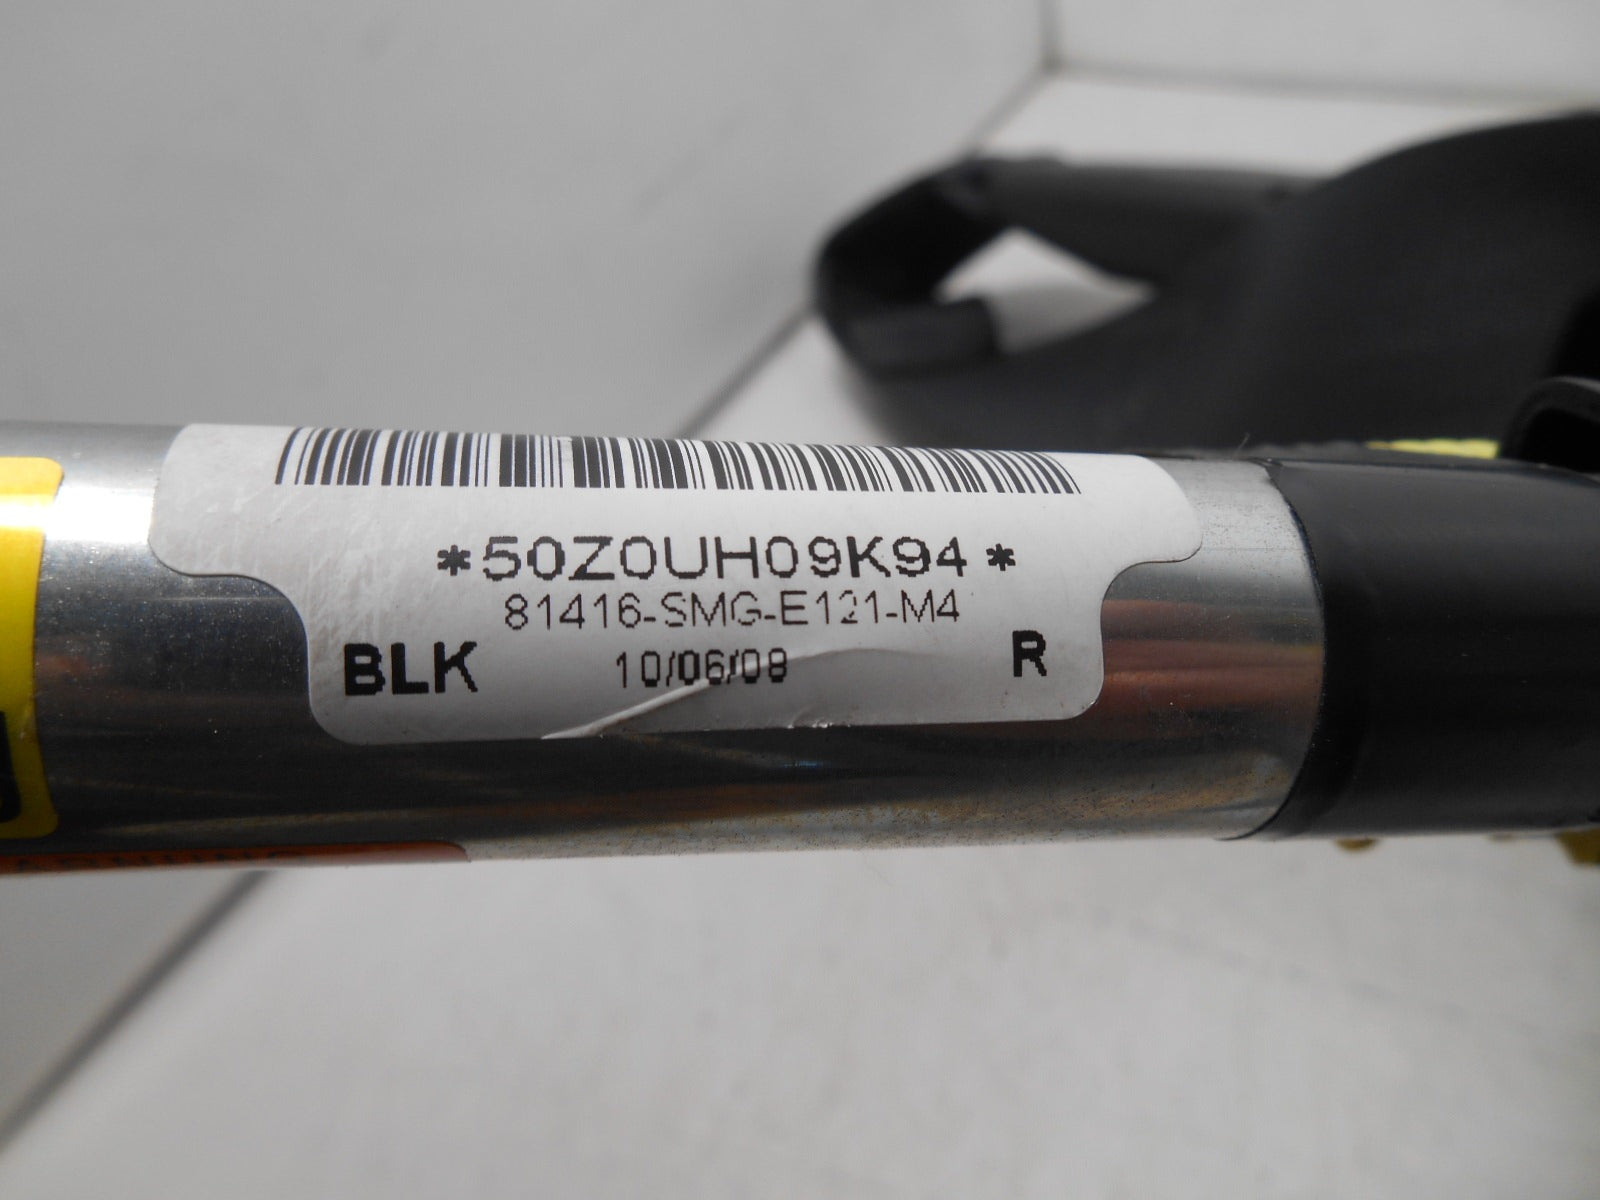 *50Z0UH09K94*
81416-SMG-E121-M4
BLK 10/06/08 R